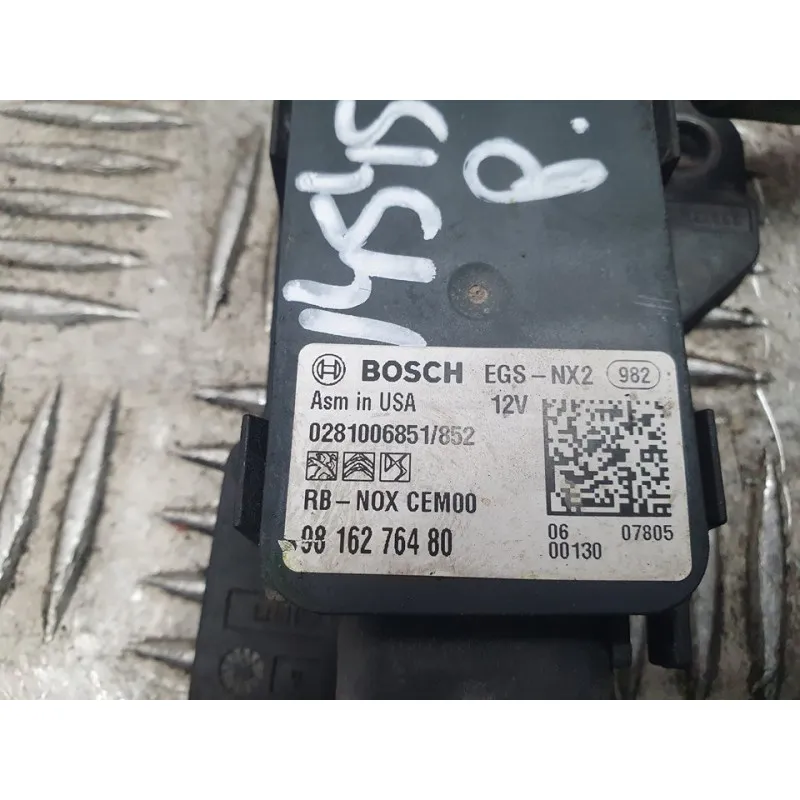 14545
P.
BOSCH EGS-NX2 982
Asm in USA 12V
0281006851/852
RB-NOX CEM00
98 162 764 80
06 07805
00130